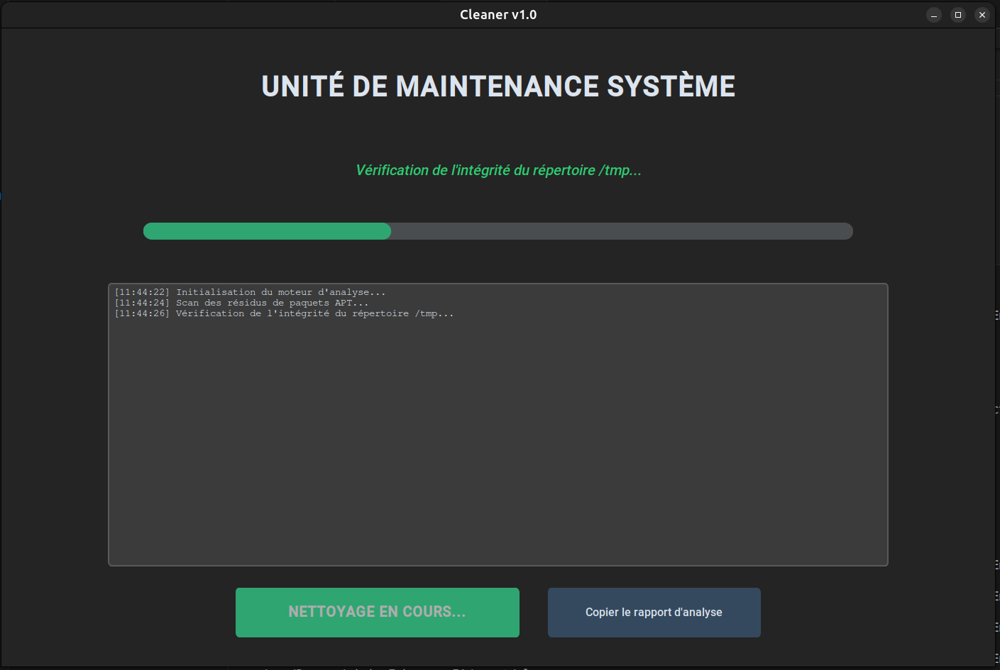 Cleaner v1.0
UNITÉ DE MAINTENANCE SYSTÈME
Vérification de l'intégrité du répertoire /tmp...
[11:44:22] Initialisation du moteur d'analyse...
[11:44:24] Scan des résidus de paquets APT...
[11:44:26] Vérification de l'intégrité du répertoire /tmp...
NETTOYAGE EN COURS...
Copier le rapport d'analyse